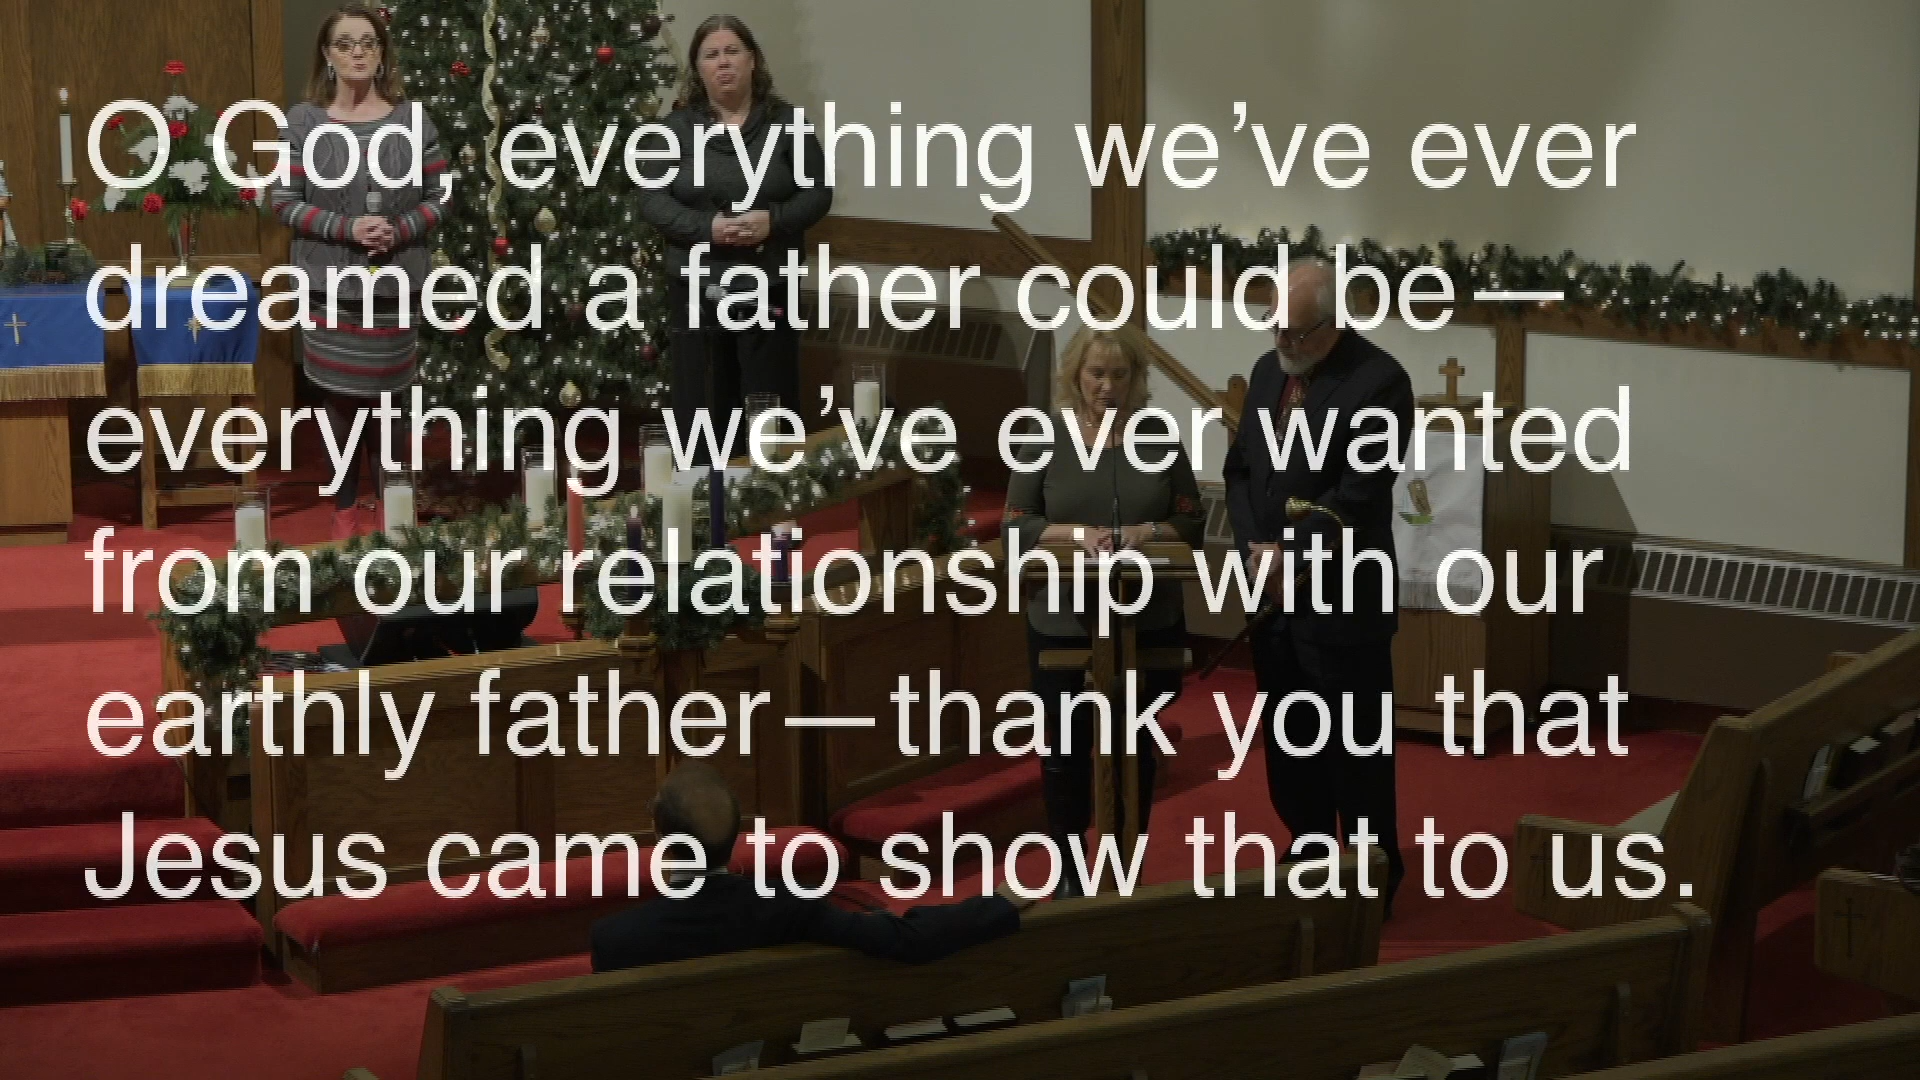 O God, everything we’ve ever
dreamed a father could be—
everything we’ve ever wanted
from our relationship with our
earthly father—thank you that
Jesus came to show that to us.